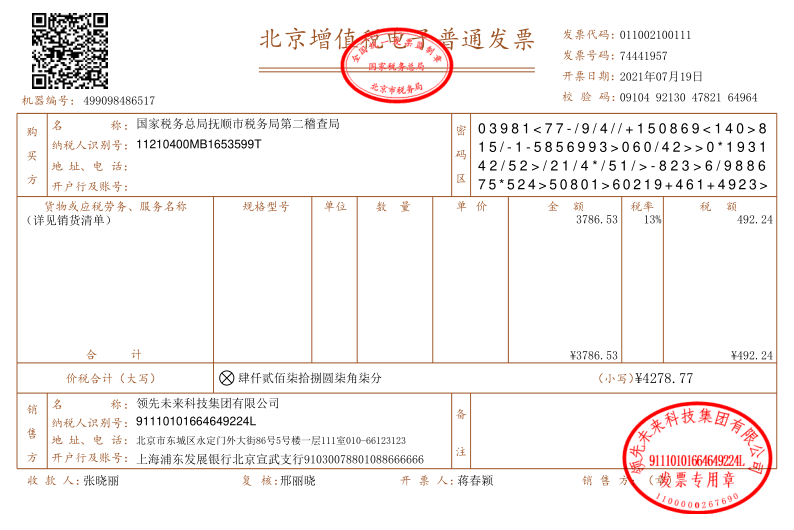 北京增值税电子普通发票
全国统一发票监制章
国家税务总局
北京市税务局
发票代码: 011002100111
发票号码: 74441957
开票日期: 2021年07月19日
校 验 码: 09104 92130 47821 64964
机器编号: 499098486517
购买方
名 称: 国家税务总局抚顺市税务局第二稽查局
纳税人识别号: 11210400MB1653599T
地 址、电 话:
开户行及账号:
密码区
03981<77-/9/4//+150869<140>8
15/-1-5856993>060/42>>0*1931
42/52>/21/4*/51/>-823>6/9886
75*524>50801>60219+461+4923>
货物或应税劳务、服务名称 规格型号 单位 数 量 单 价 金 额 税率 税 额
(详见销货清单) 3786.53 13% 492.24
合 计 ¥3786.53 ¥492.24
价税合计（大写） ⊗肆仟贰佰柒拾捌圆柒角柒分 (小写)¥4278.77
销售方
名 称: 领先未来科技集团有限公司
纳税人识别号: 91110101664649224L
地 址、电 话: 北京市东城区永定门外大街86号5号楼一层111室010-66123123
开户行及账号: 上海浦东发展银行北京宣武支行91030078801088666666
备注
收 款 人: 张晓丽 复 核: 邢丽晓 开 票 人: 蒋春颖 销 售 方: (章)
领先未来科技集团有限公司
91110101664649224L
发票专用章
1100000267690